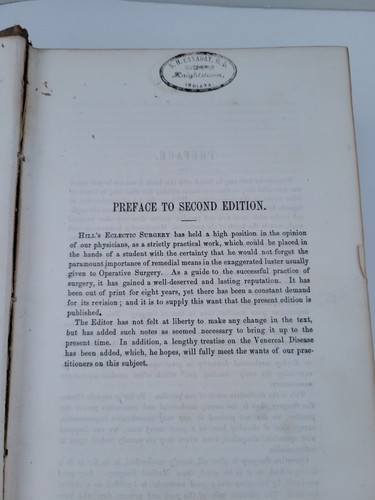 CANADAY, M. D.
Knightstown,
INDIANA.
PREFACE TO SECOND EDITION.
HILL'S ECLECTIC SURGERY has held a high position in the opinion
of our physicians, as a strictly practical work, which could be placed in
the hands of a student with the certainty that he would not forget the
paramount importance of remedial means in the exaggerated luster usually
given to Operative Surgery. As a guide to the successful practice of
surgery, it has gained a well-deserved and lasting reputation. It has
been out of print for eight years, yet there has been a constant demand
for its revision; and it is to supply this want that the present edition is
published.
The Editor has not felt at liberty to make any change in the text,
but has added such notes as seemed necessary to bring it up to the
present time. In addition, a lengthy treatise on the Venereal Disease
has been added, which, he hopes, will fully meet the wants of our prac-
titioners on this subject.